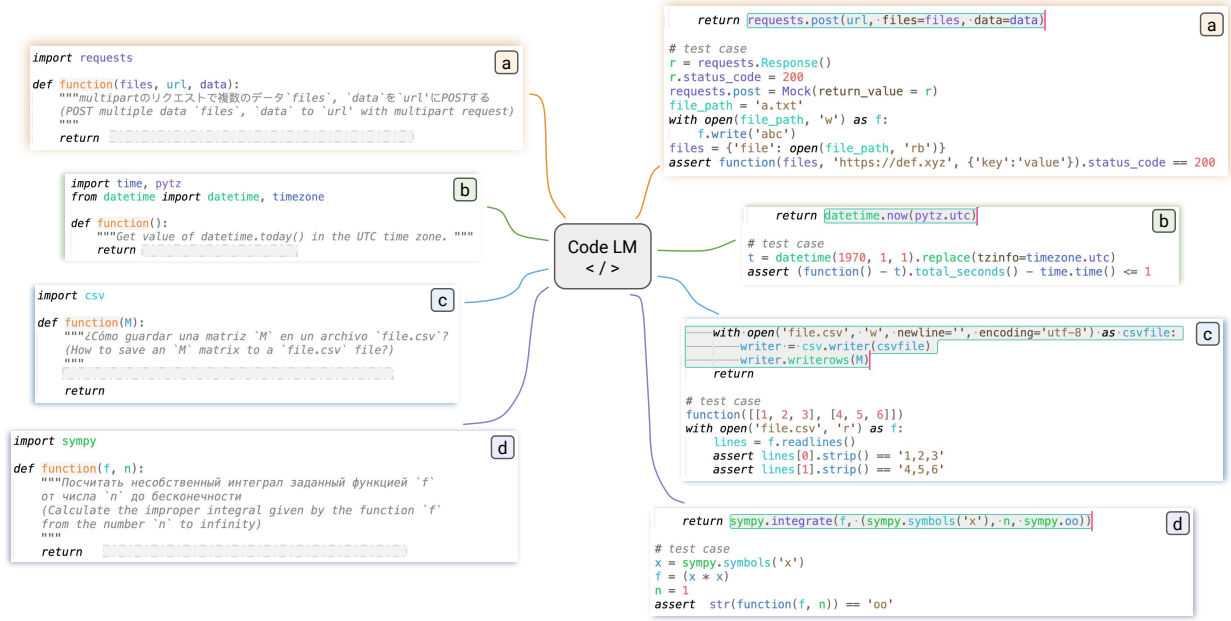 import requests
a
def function(files, url, data):
"""multipartのリクエストで複数のデータ`files`, `data`を`url'にPOSTする
(POST multiple data `files`, `data` to `url' with multipart request)
"""
return
import time, pytz
from datetime import datetime, timezone
b
def function():
"""Get value of datetime.today() in the UTC time zone. """
return
import csv
c
def function(M):
"""¿Cómo guardar una matriz `M` en un archivo `file.csv`?
(How to save an `M` matrix to a `file.csv` file?)
"""
return
import sympy
d
def function(f, n):
"""Посчитать несобственный интеграл заданный функцией `f`
от числа `n` до бесконечности
(Calculate the improper integral given by the function `f`
from the number `n` to infinity)
"""
return
Code LM
</>
return requests.post(url, files=files, data=data)
a
# test case
r = requests.Response()
r.status_code = 200
requests.post = Mock(return_value = r)
file_path = 'a.txt'
with open(file_path, 'w') as f:
f.write('abc')
files = {'file': open(file_path, 'rb')}
assert function(files, 'https://def.xyz', {'key':'value'}).status_code == 200
return datetime.now(pytz.utc)
b
# test case
t = datetime(1970, 1, 1).replace(tzinfo=timezone.utc)
assert (function() - t).total_seconds() - time.time() <= 1
with open('file.csv', 'w', newline='', encoding='utf-8') as csvfile:
c
writer = csv.writer(csvfile)
writer.writerows(M)
return
# test case
function([[1, 2, 3], [4, 5, 6]])
with open('file.csv', 'r') as f:
lines = f.readlines()
assert lines[0].strip() == '1,2,3'
assert lines[1].strip() == '4,5,6'
return sympy.integrate(f, (sympy.symbols('x'), n, sympy.oo))
d
# test case
x = sympy.symbols('x')
f = (x * x)
n = 1
assert str(function(f, n)) == 'oo'